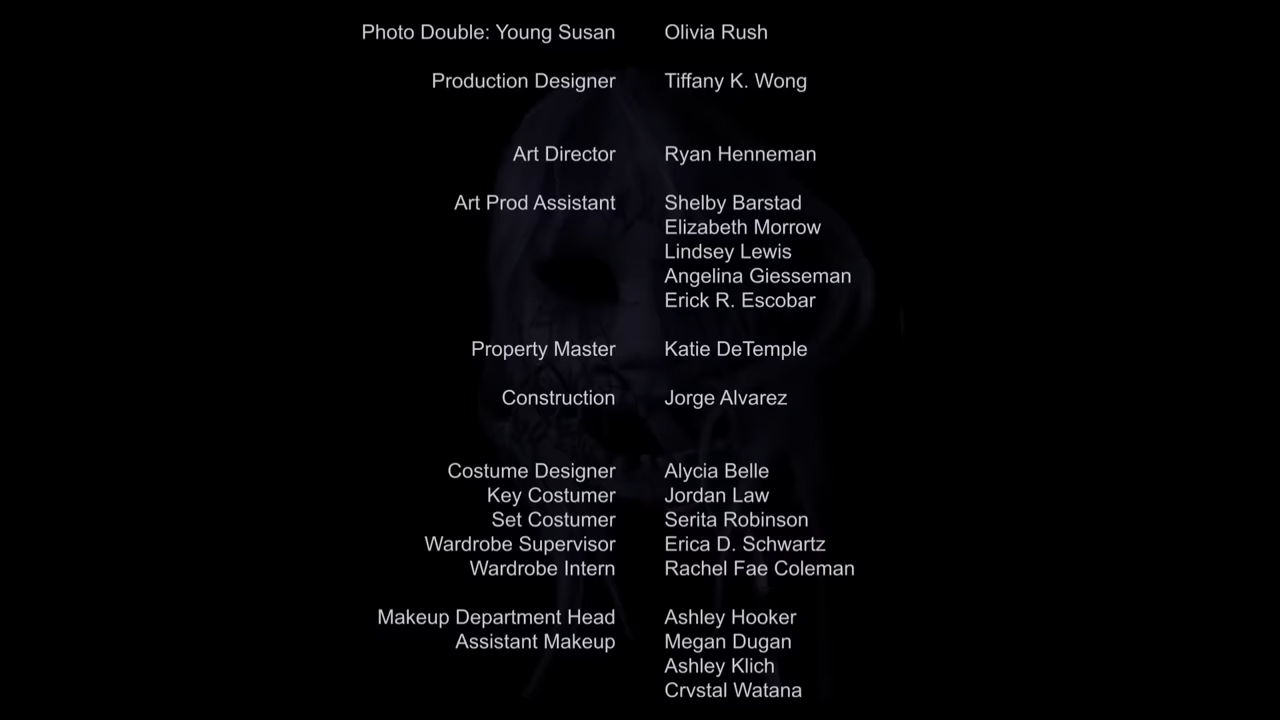 Photo Double: Young Susan Olivia Rush
Production Designer Tiffany K. Wong
Art Director Ryan Henneman
Art Prod Assistant Shelby Barstad
Elizabeth Morrow
Lindsey Lewis
Angelina Giesseman
Erick R. Escobar
Property Master Katie DeTemple
Construction Jorge Alvarez
Costume Designer Alycia Belle
Key Costumer Jordan Law
Set Costumer Serita Robinson
Wardrobe Supervisor Erica D. Schwartz
Wardrobe Intern Rachel Fae Coleman
Makeup Department Head Ashley Hooker
Assistant Makeup Megan Dugan
Ashley Klich
Crystal Watana